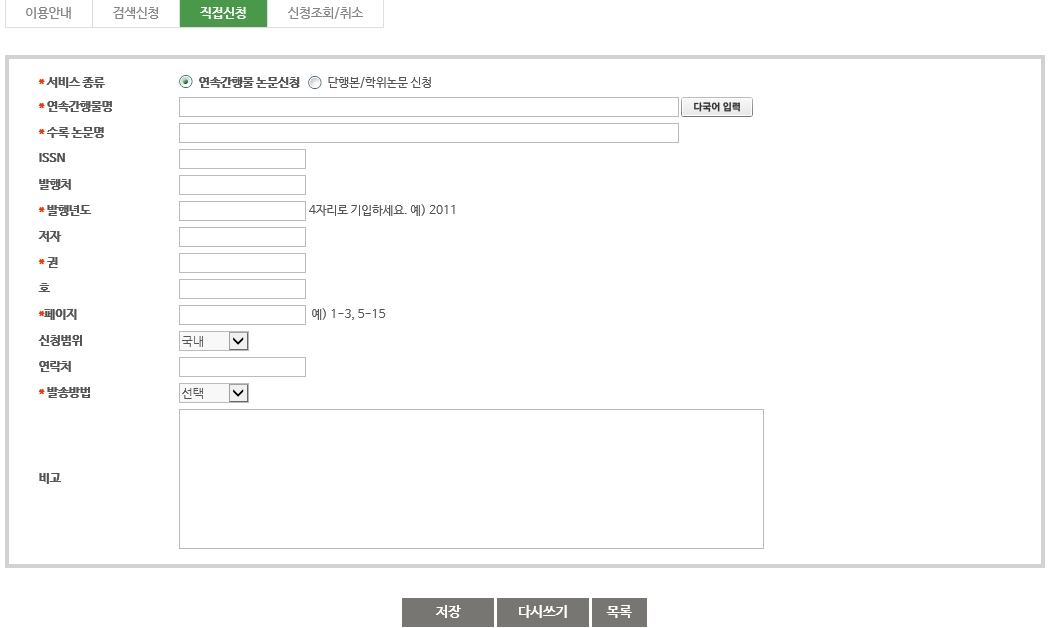 이용안내 검색신청 직접신청 신청조회/취소
* 서비스 종류 연속간행물 논문신청 단행본/학위논문 신청
* 연속간행물명 다국어 입력
* 수록 논문명
ISSN
발행처
* 발행년도 4자리로 기입하세요. 예) 2011
저자
* 권
호
*페이지 예) 1-3, 5-15
신청범위 국내
연락처
* 발송방법 선택
비고
저장 다시쓰기 목록